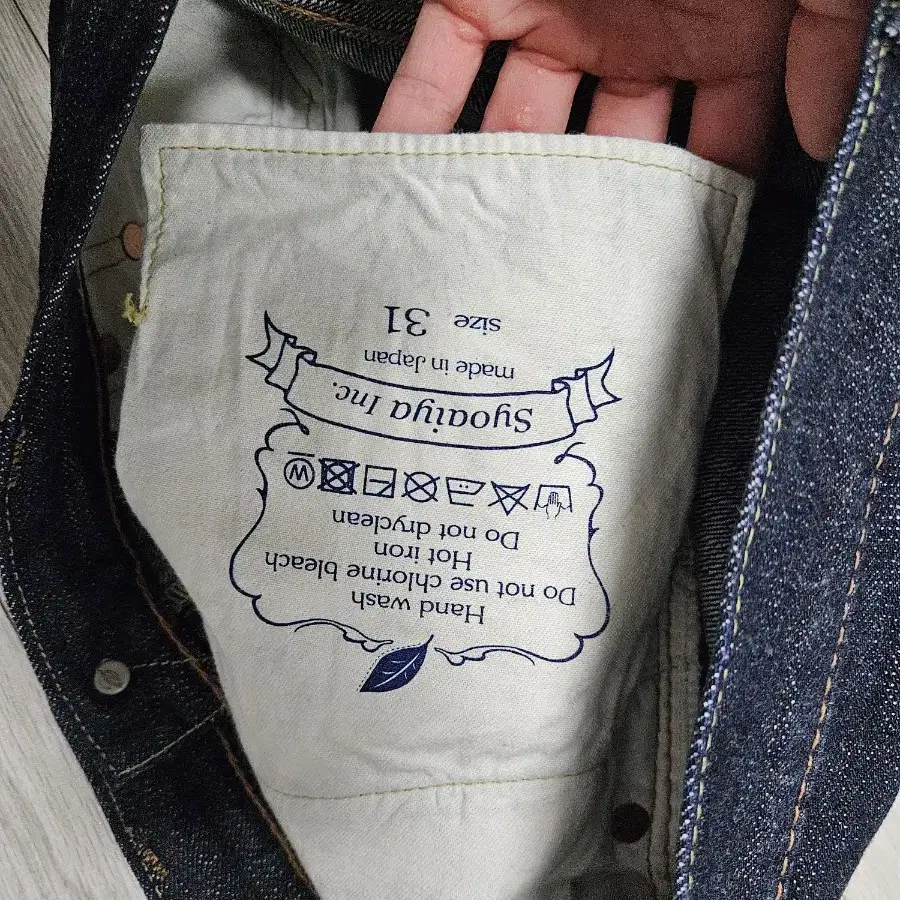 Hand wash
Do not use chlorine bleach
Hot iron
Do not dryclean
W
Syoaiya Inc.
made in Japan
size 31